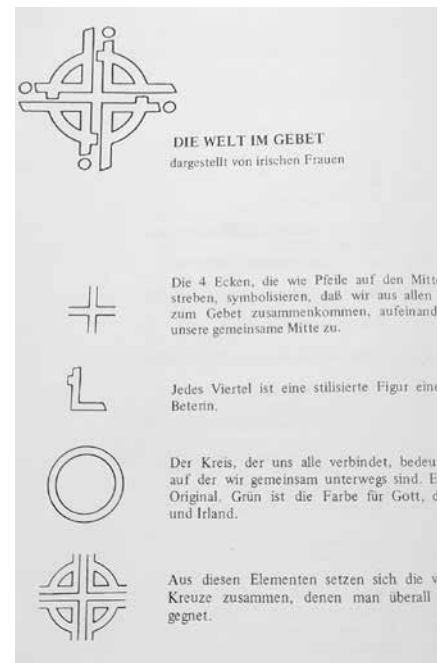 DIE WELT IM GEBET
dargestellt von irischen Frauen
Die 4 Ecken, die wie Pfeile auf den Mitte
streben, symbolisieren, daß wir aus allen
zum Gebet zusammenkommen, aufeinand
unsere gemeinsame Mitte zu.
Jedes Viertel ist eine stilisierte Figur eine
Beterin.
Der Kreis, der uns alle verbindet, bedeu
auf der wir gemeinsam unterwegs sind. E
Original. Grün ist die Farbe für Gott, d
und Irland.
Aus diesen Elementen setzen sich die v
Kreuze zusammen, denen man überall
gegnet.